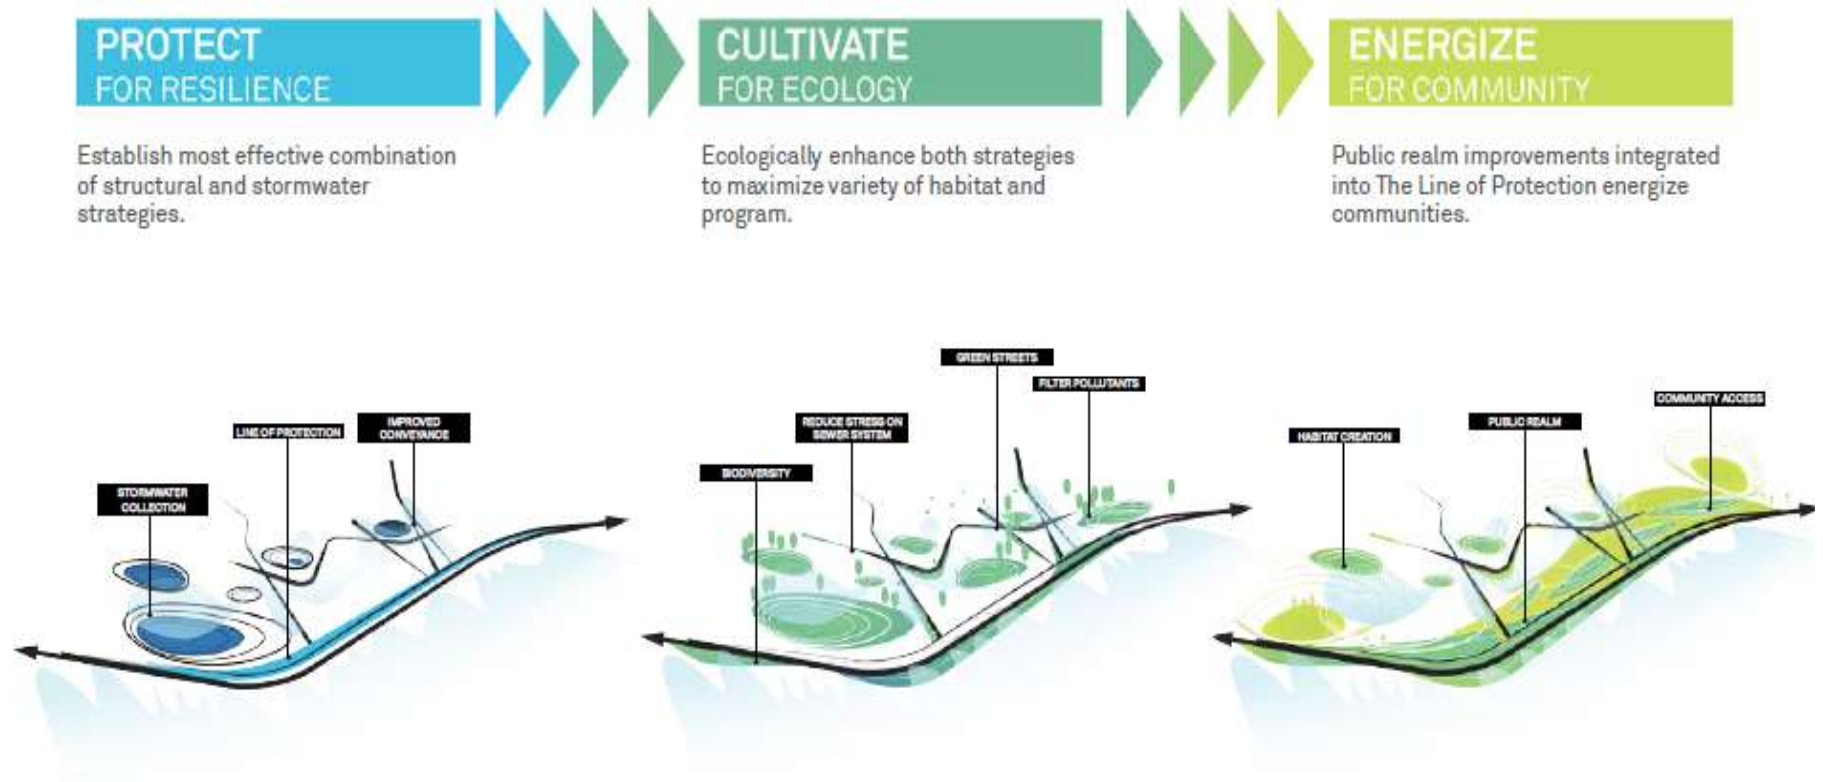 PROTECT
FOR RESILIENCE
Establish most effective combination
of structural and stormwater
strategies.
CULTIVATE
FOR ECOLOGY
Ecologically enhance both strategies
to maximize variety of habitat and
program.
ENERGIZE
FOR COMMUNITY
Public realm improvements integrated
into The Line of Protection energize
communities.
STORMWATER
COLLECTION
LINE OF PROTECTION
IMPROVED
CONVEYANCE
BIODIVERSITY
REDUCE STRESS ON
SEWER SYSTEM
GREEN STREETS
FILTER POLLUTANTS
HABITAT CREATION
PUBLIC REALM
COMMUNITY ACCESS